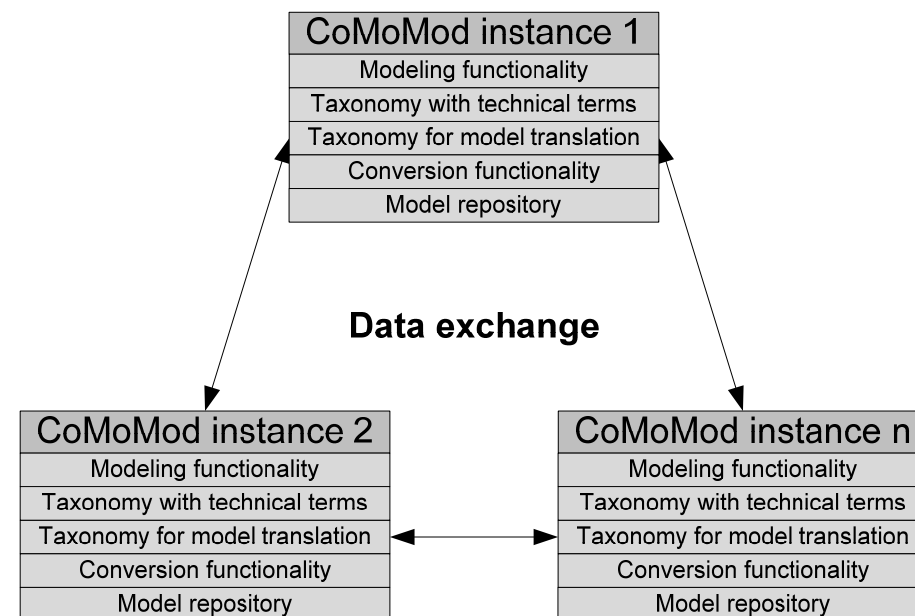 CoMoMod instance 1
Modeling functionality
Taxonomy with technical terms
Taxonomy for model translation
Conversion functionality
Model repository
Data exchange
CoMoMod instance 2
Modeling functionality
Taxonomy with technical terms
Taxonomy for model translation
Conversion functionality
Model repository
CoMoMod instance n
Modeling functionality
Taxonomy with technical terms
Taxonomy for model translation
Conversion functionality
Model repository